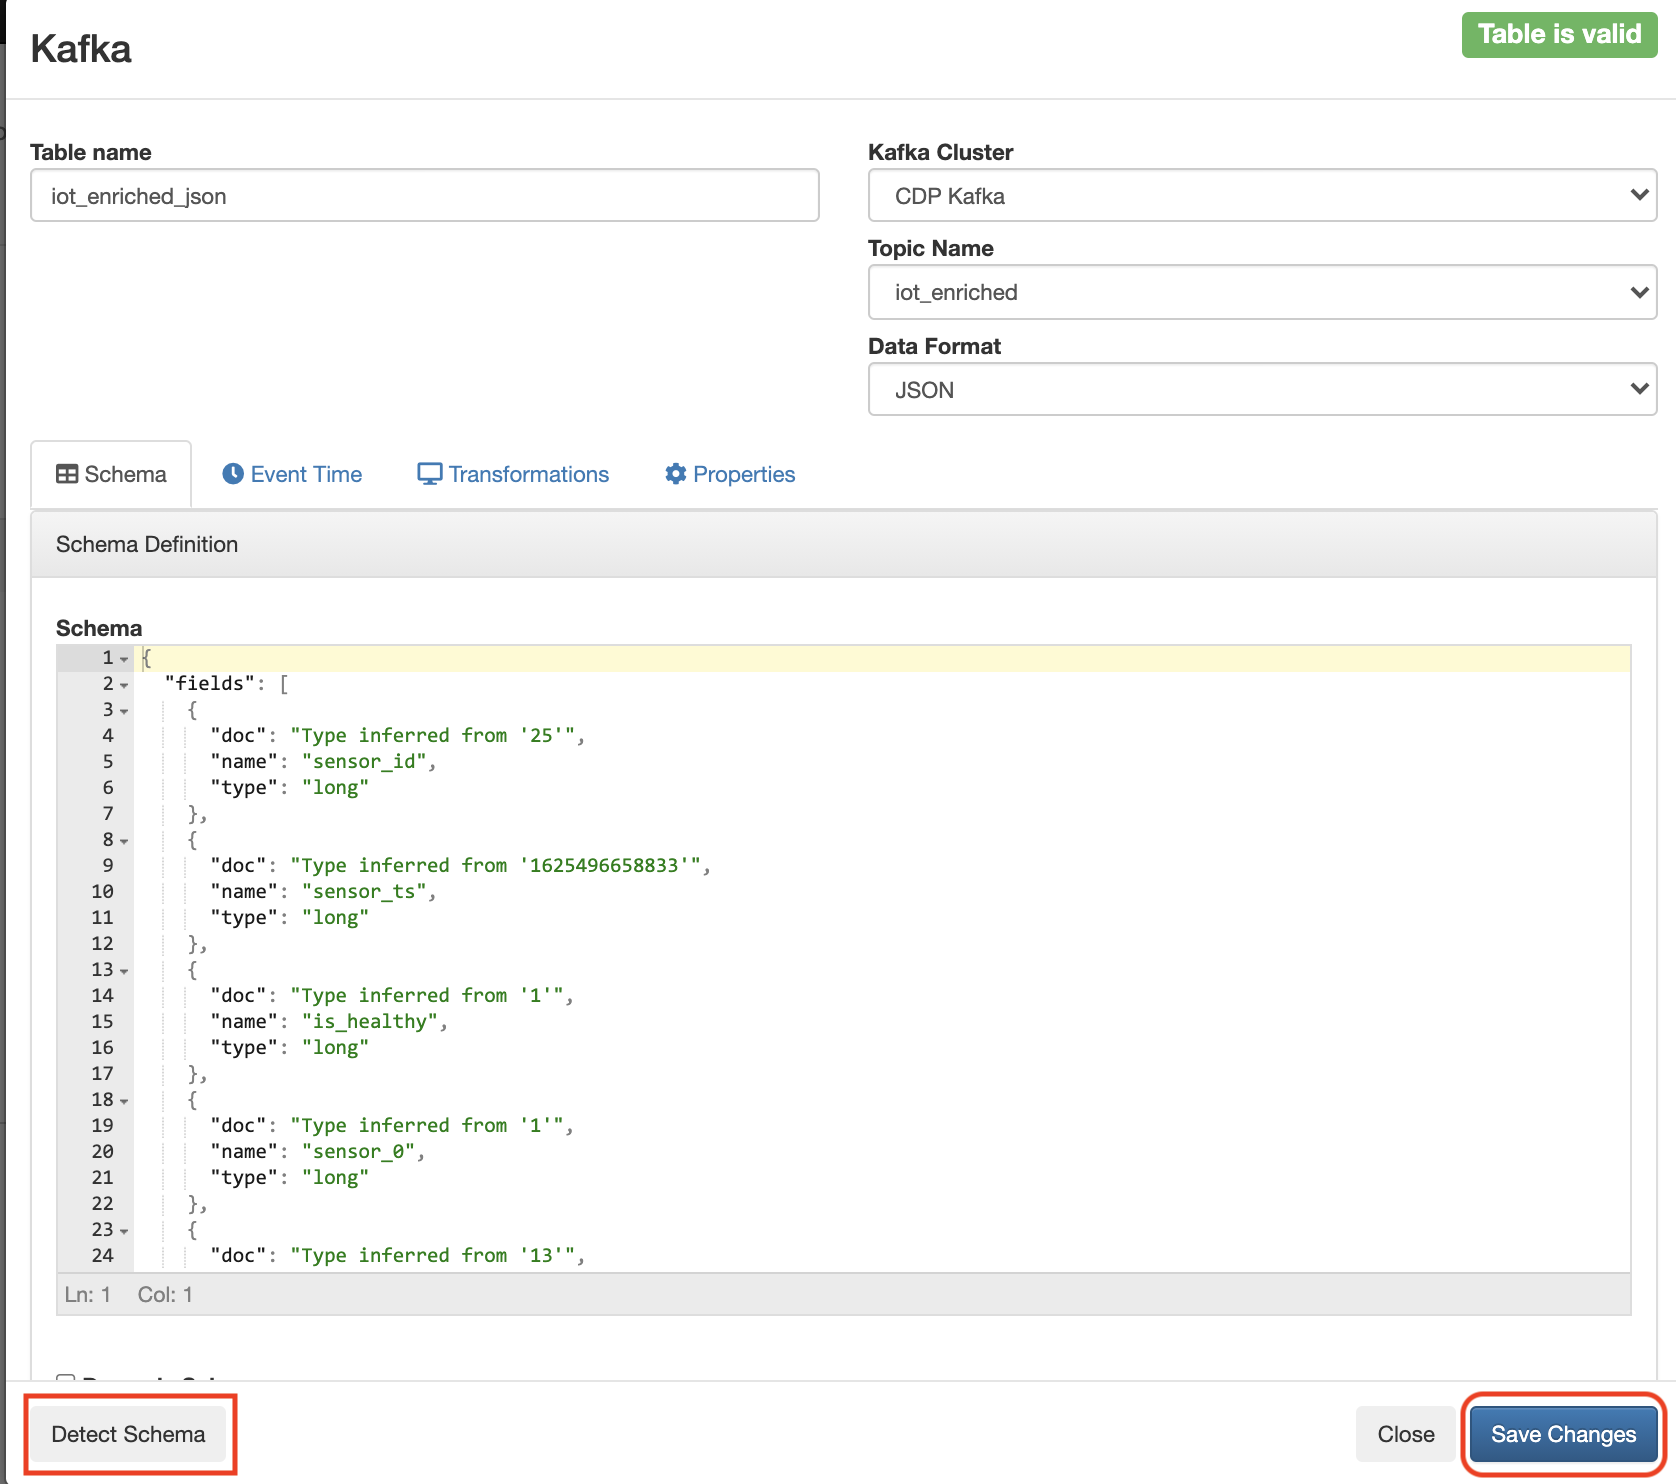 Kafka
Table is valid
Table name
iot_enriched_json
Kafka Cluster
CDP Kafka
Topic Name
iot_enriched
Data Format
JSON
Schema Event Time Transformations Properties
Schema Definition
Schema
1 {
2 "fields": [
3 {
4 "doc": "Type inferred from '25'",
5 "name": "sensor_id",
6 "type": "long"
7 },
8 {
9 "doc": "Type inferred from '1625496658833'",
10 "name": "sensor_ts",
11 "type": "long"
12 },
13 {
14 "doc": "Type inferred from '1'",
15 "name": "is_healthy",
16 "type": "long"
17 },
18 {
19 "doc": "Type inferred from '1'",
20 "name": "sensor_0",
21 "type": "long"
22 },
23 {
24 "doc": "Type inferred from '13'",
Ln: 1 Col: 1
Detect Schema
Close
Save Changes